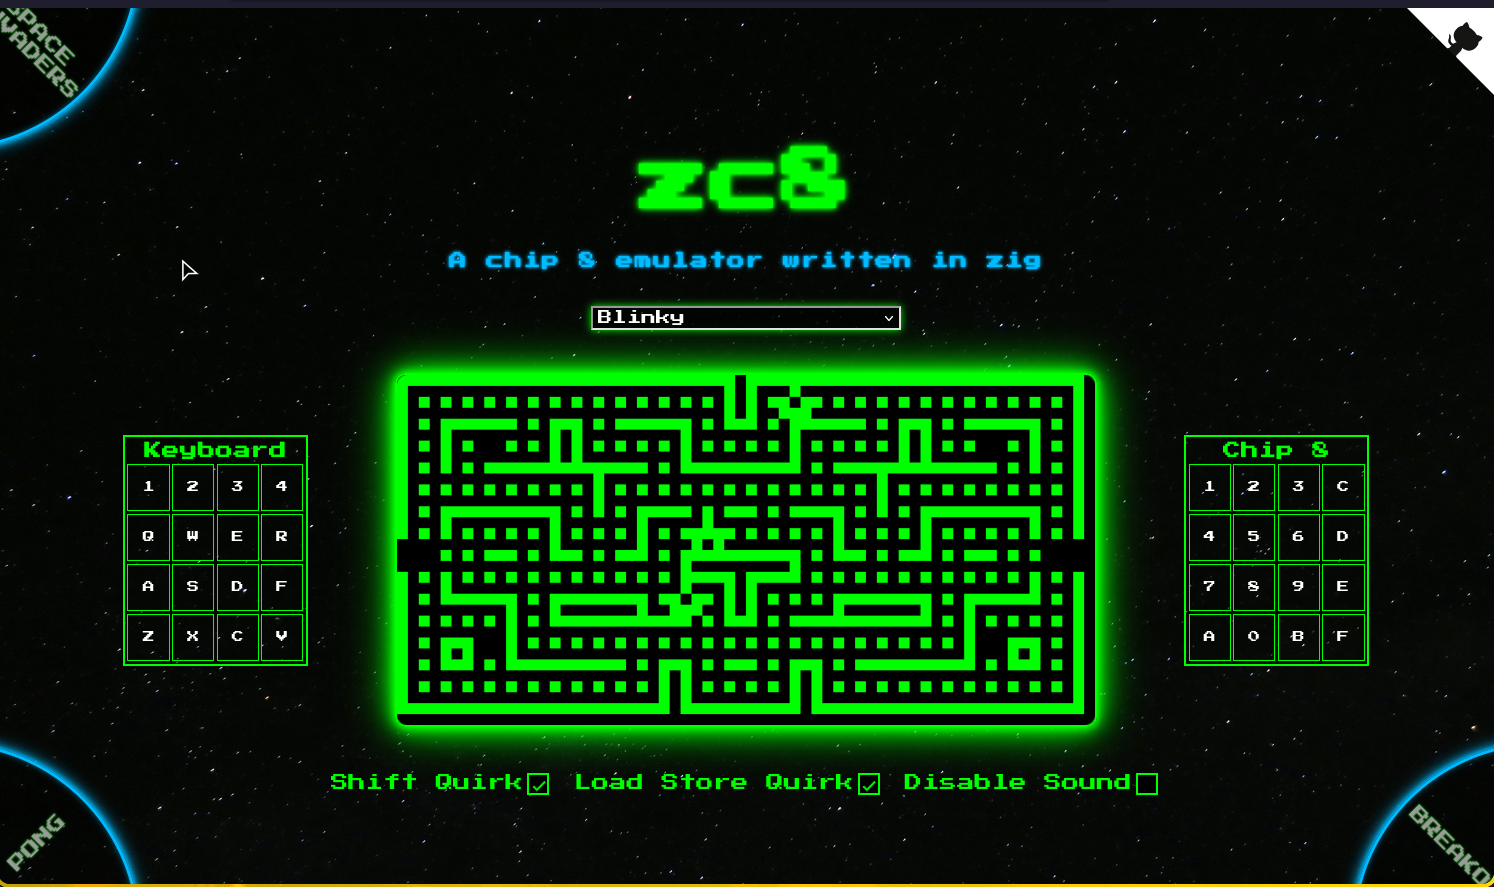 SPACE
INVADERS
zc8
A chip 8 emulator written in zig
Blinky
Keyboard
1 2 3 4
Q W E R
A S D F
Z X C V
Chip 8
1 2 3 C
4 5 6 D
7 8 9 E
A 0 B F
Shift Quirk Load Store Quirk Disable Sound
PONG
BREAKO